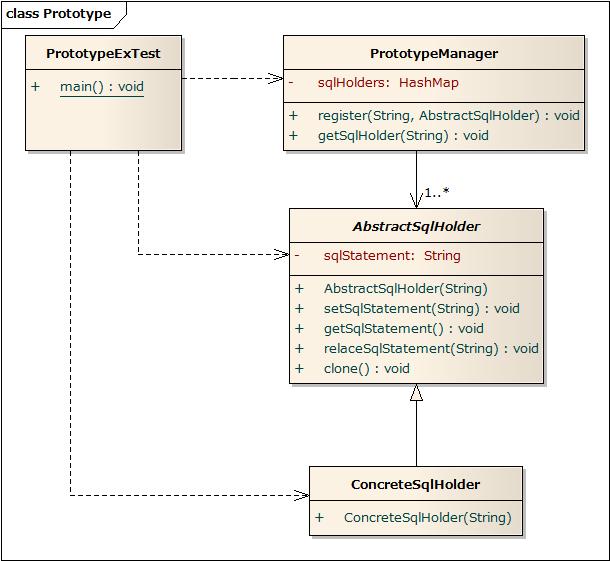 class Prototype
PrototypeExTest
+ main() : void
PrototypeManager
- sqlHolders: HashMap
+ register(String, AbstractSqlHolder) : void
+ getSqlHolder(String) : void
1..*
AbstractSqlHolder
- sqlStatement: String
+ AbstractSqlHolder(String)
+ setSqlStatement(String) : void
+ getSqlStatement() : void
+ relaceSqlStatement(String) : void
+ clone() : void
ConcreteSqlHolder
+ ConcreteSqlHolder(String)